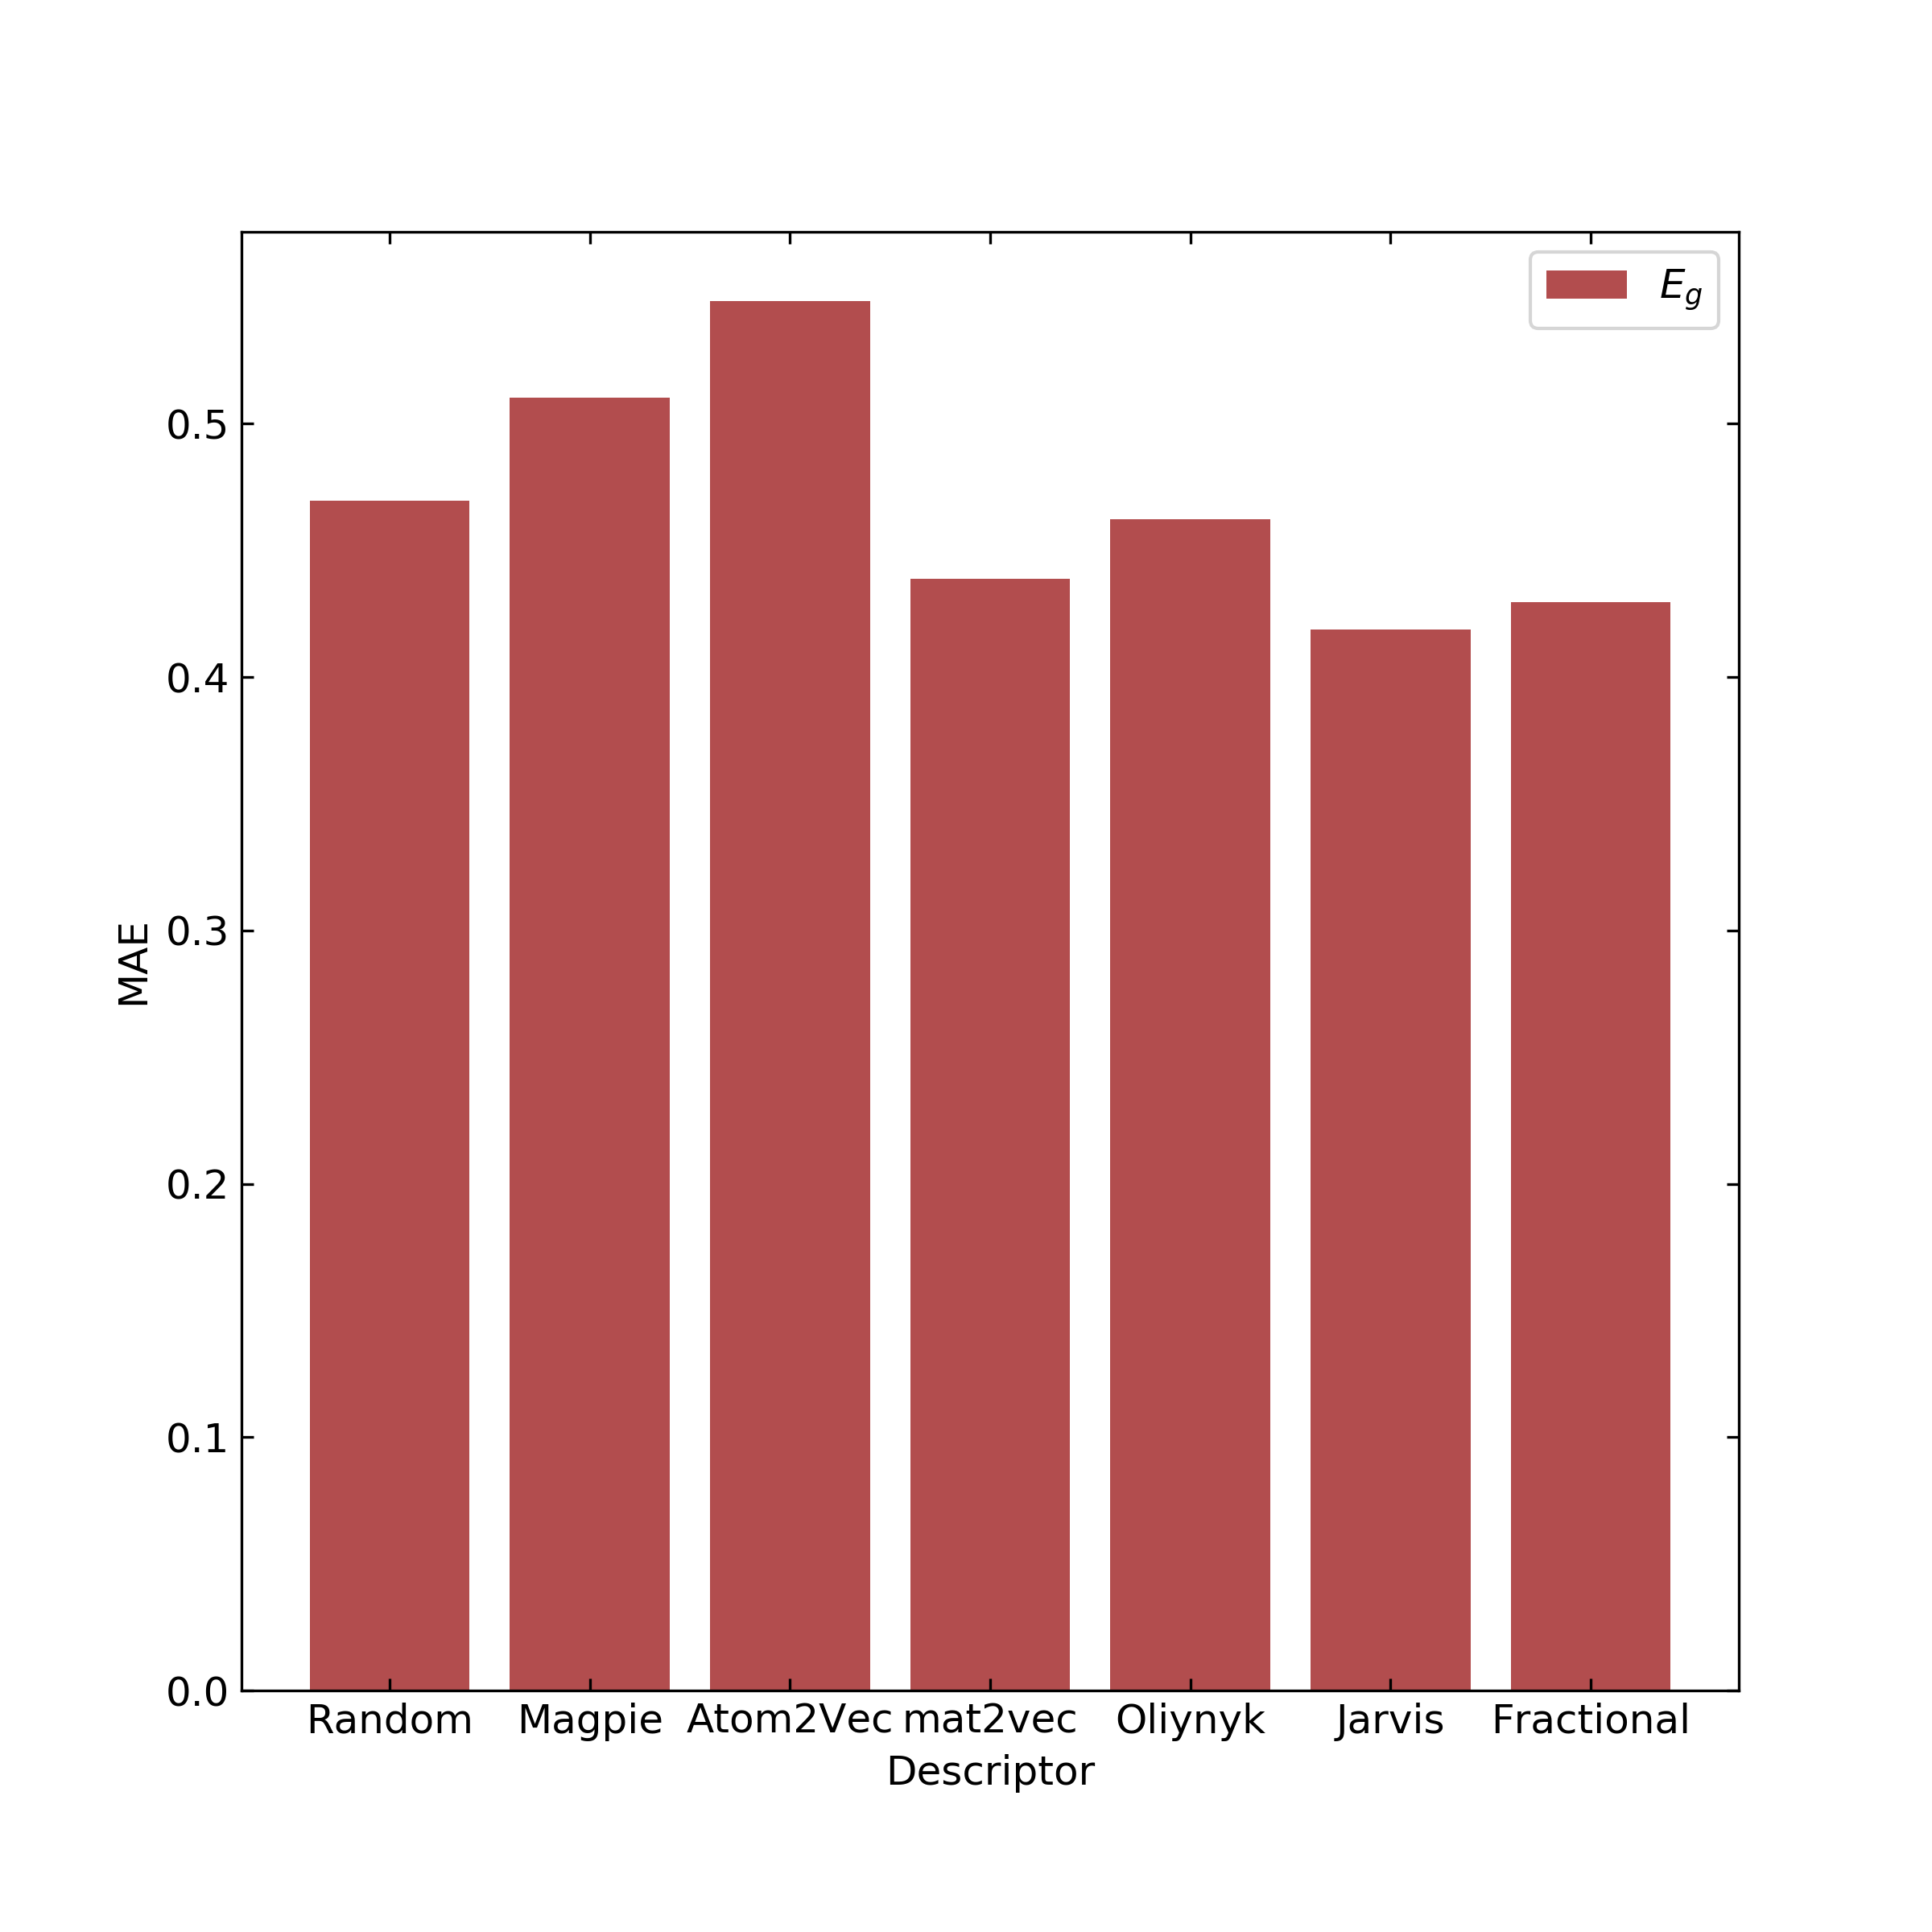 E_g
0.5
0.4
0.3
0.2
0.1
0.0
MAE
Random Magpie Atom2Vec mat2vec Oliynyk Jarvis Fractional
Descriptor